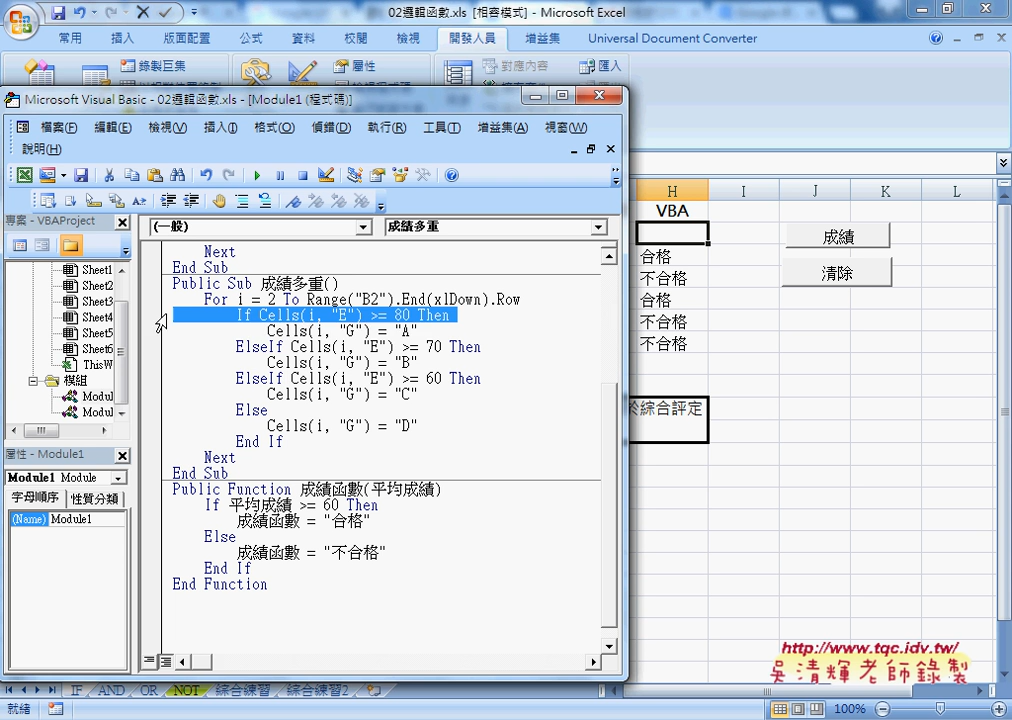 02邏輯函數.xls [相容模式] - Microsoft Excel
常用 插入 版面配置 公式 資料 校閱 檢視 開發人員 增益集 Universal Document Converter
錄製巨集 屬性 對應內容 匯入
Microsoft Visual Basic - 02邏輯函數.xls - [Module1 (程式碼)]
檔案(F) 編輯(E) 檢視(V) 插入(I) 格式(O) 偵錯(D) 執行(R) 工具(T) 增益集(A) 視窗(W)
說明(H)
專案 - VBAProject
(一般) 成績多重
Sheet1
Sheet2
Sheet3
Sheet4
Sheet5
Sheet6
ThisW
模組
Modul
Modul
屬性 - Module1
Module1 Module
字母順序 性質分類
(Name) Module1
Next
End Sub
Public Sub 成績多重()
For i = 2 To Range("B2").End(xlDown).Row
If Cells(i, "E") >= 80 Then
Cells(i, "G") = "A"
ElseIf Cells(i, "E") >= 70 Then
Cells(i, "G") = "B"
ElseIf Cells(i, "E") >= 60 Then
Cells(i, "G") = "C"
Else
Cells(i, "G") = "D"
End If
Next
End Sub
Public Function 成績函數(平均成績)
If 平均成績 >= 60 Then
成績函數 = "合格"
Else
成績函數 = "不合格"
End If
End Function
H I J K L
VBA
合格
不合格
合格
不合格
不合格
於綜合評定
成績
清除
http://www.tqc.idv.tw/
吳清輝老師錄製
IF AND OR NOT 綜合練習 綜合練習2
就緒 100%